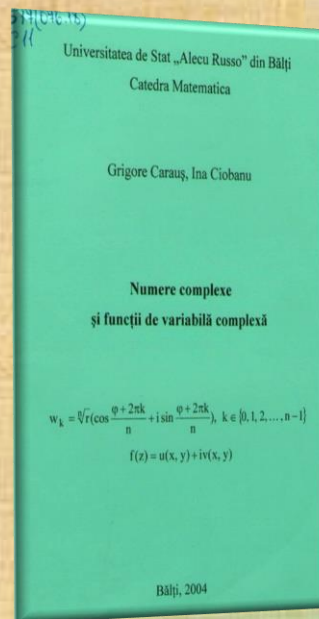 Universitatea de Stat „Alecu Russo” din Bălți
Catedra Matematica
Grigore Carauș, Ina Ciobanu
Numere complexe
și funcții de variabilă complexă
w_k = ⁿ√r(cos (φ+2πk)/n + i sin (φ+2πk)/n), k ∈ {0, 1, 2, ..., n−1}
f(z) = u(x, y) + iv(x, y)
Bălți, 2004